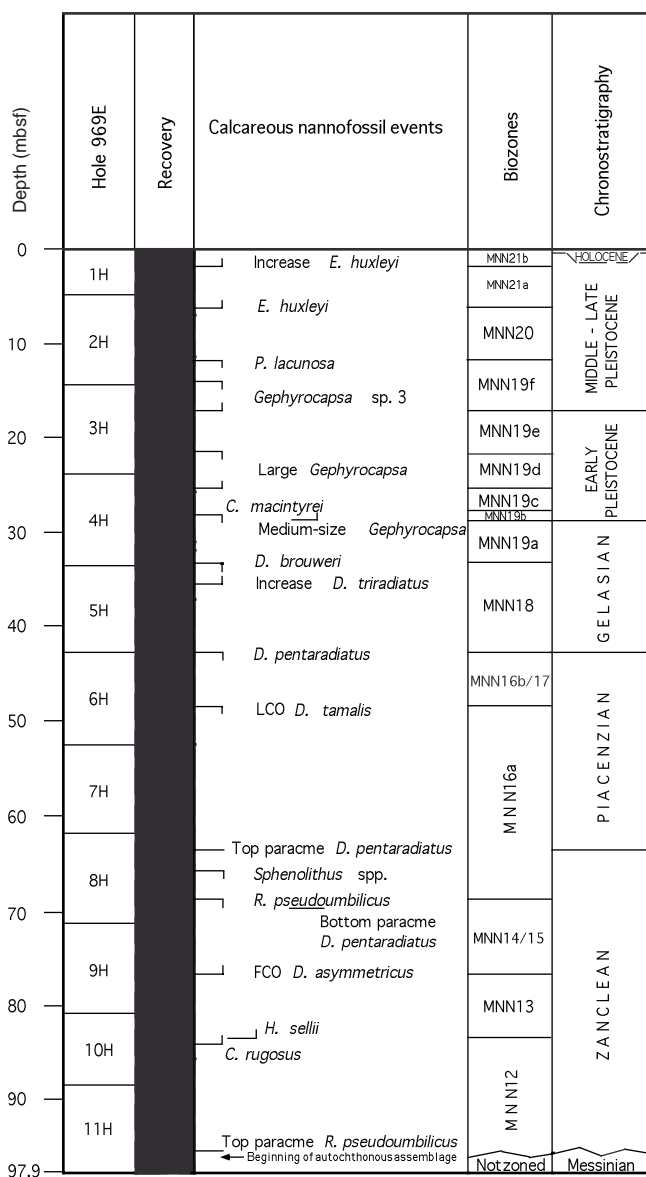 Depth (mbsf)
Hole 969E
Recovery
Calcareous nannofossil events
Biozones
Chronostratigraphy
0
10
20
30
40
50
60
70
80
90
97.9
1H
2H
3H
4H
5H
6H
7H
8H
9H
10H
11H
Increase E. huxleyi
E. huxleyi
P. lacunosa
Gephyrocapsa sp. 3
Large Gephyrocapsa
C. macintyrei
Medium-size Gephyrocapsa
D. brouweri
Increase D. triradiatus
D. pentaradiatus
LCO D. tamalis
Top paracme D. pentaradiatus
Sphenolithus spp.
R. pseudoumbilicus
Bottom paracme
D. pentaradiatus
FCO D. asymmetricus
H. sellii
C. rugosus
Top paracme R. pseudoumbilicus
Beginning of autochthonous assemblage
MNN21b
MNN21a
MNN20
MNN19f
MNN19e
MNN19d
MNN19c
MNN19b
MNN19a
MNN18
MNN16b/17
MNN16a
MNN14/15
MNN13
MNN12
Not zoned
HOLOCENE
MIDDLE - LATE
PLEISTOCENE
EARLY
PLEISTOCENE
GELASIAN
PIACENZIAN
ZANCLEAN
Messinian